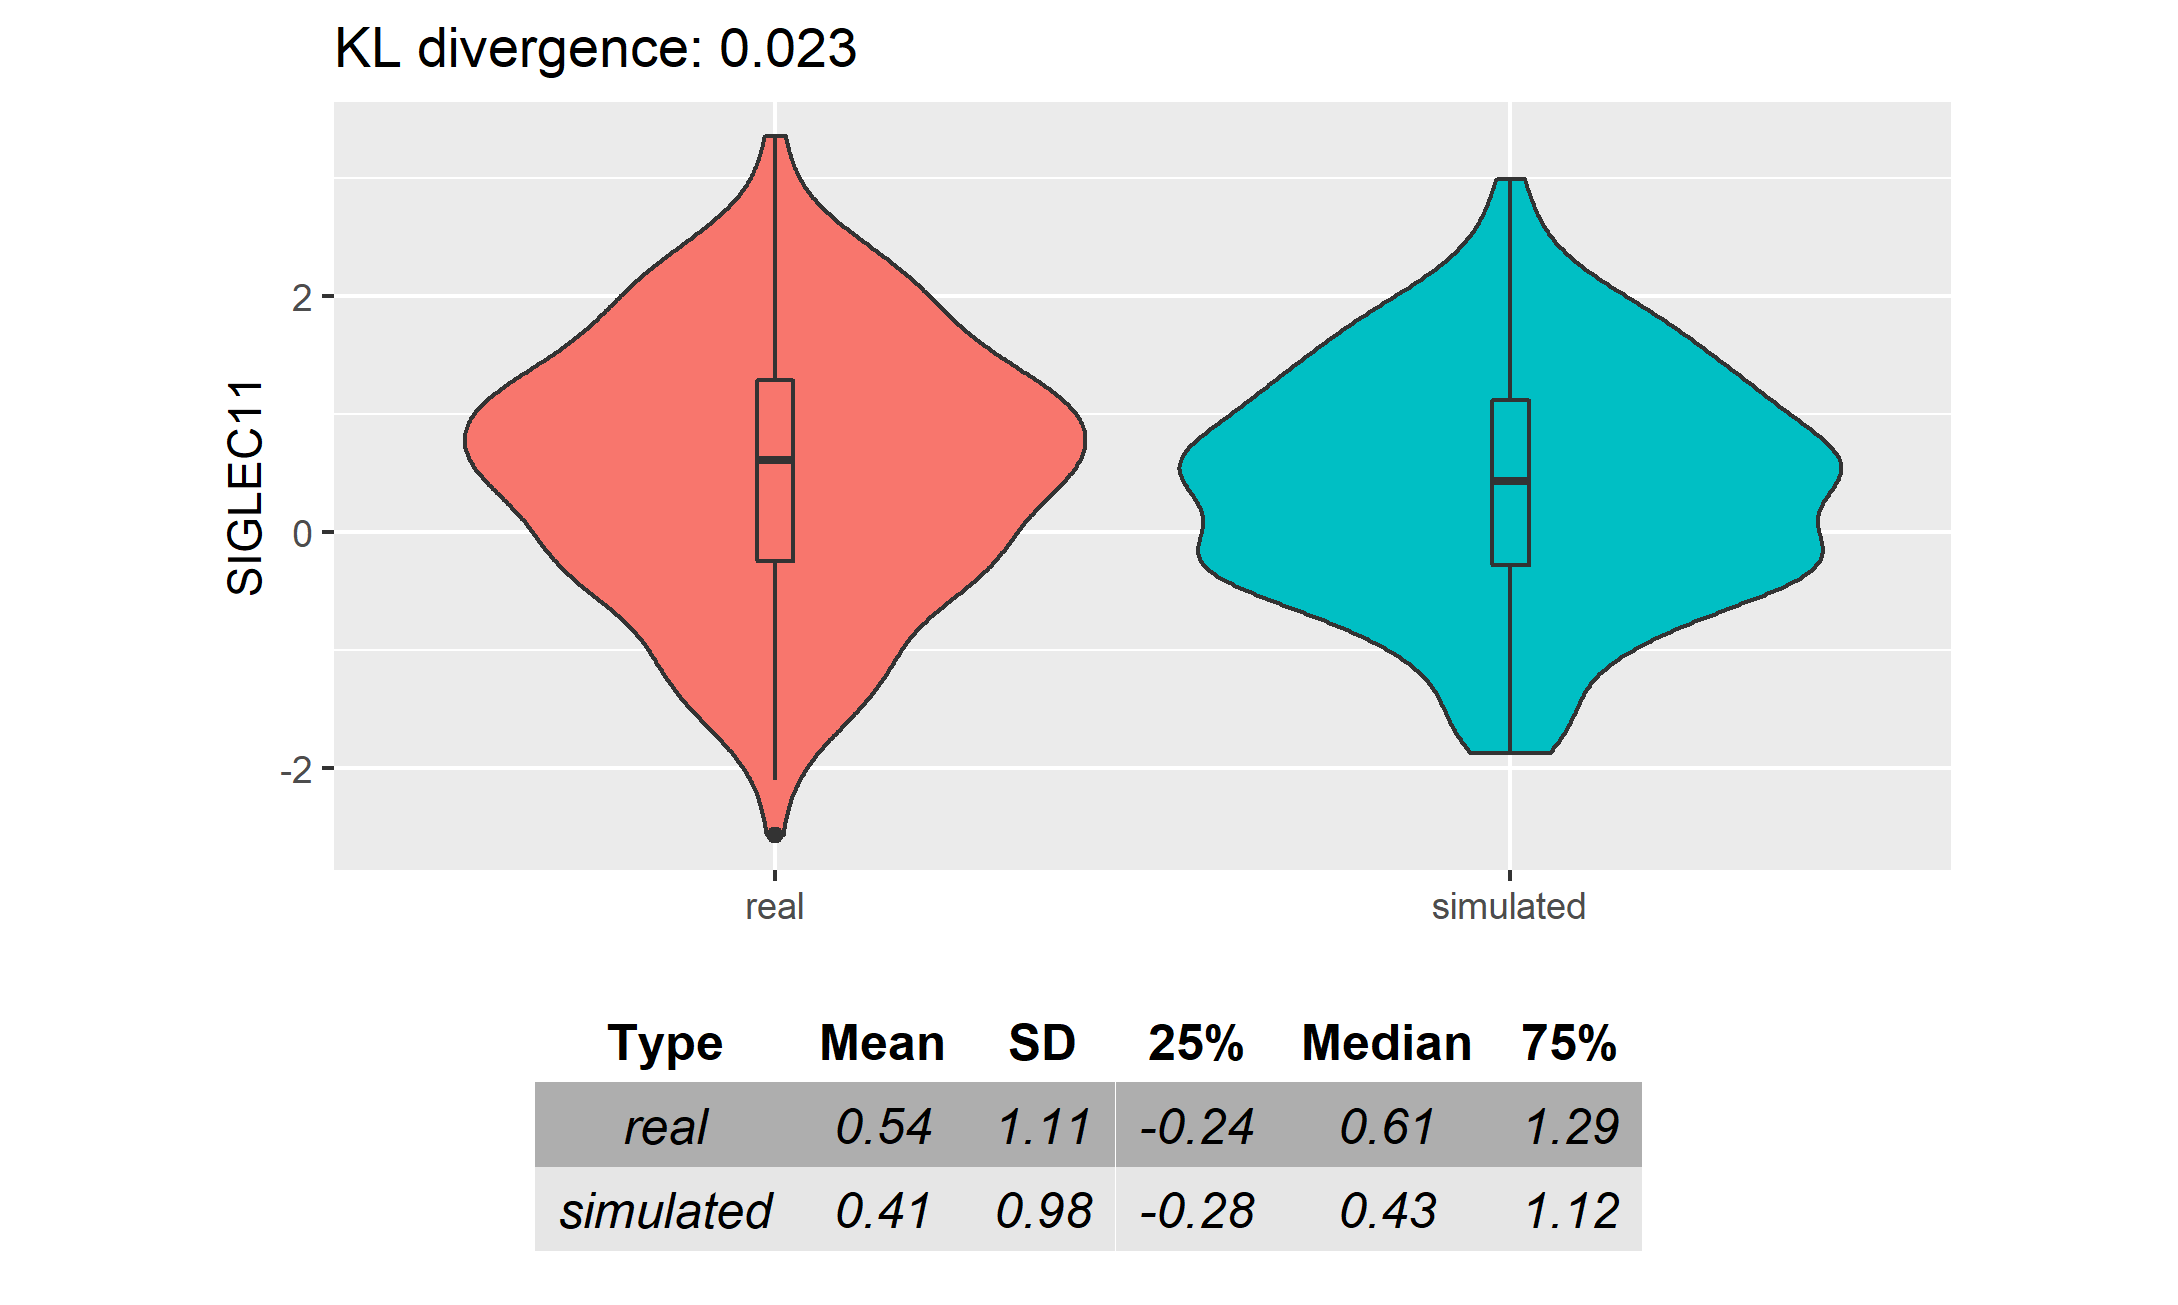 KL divergence: 0.023
SIGLEC11
2
0
-2
real simulated
Type Mean SD 25% Median 75%
real 0.54 1.11 -0.24 0.61 1.29
simulated 0.41 0.98 -0.28 0.43 1.12